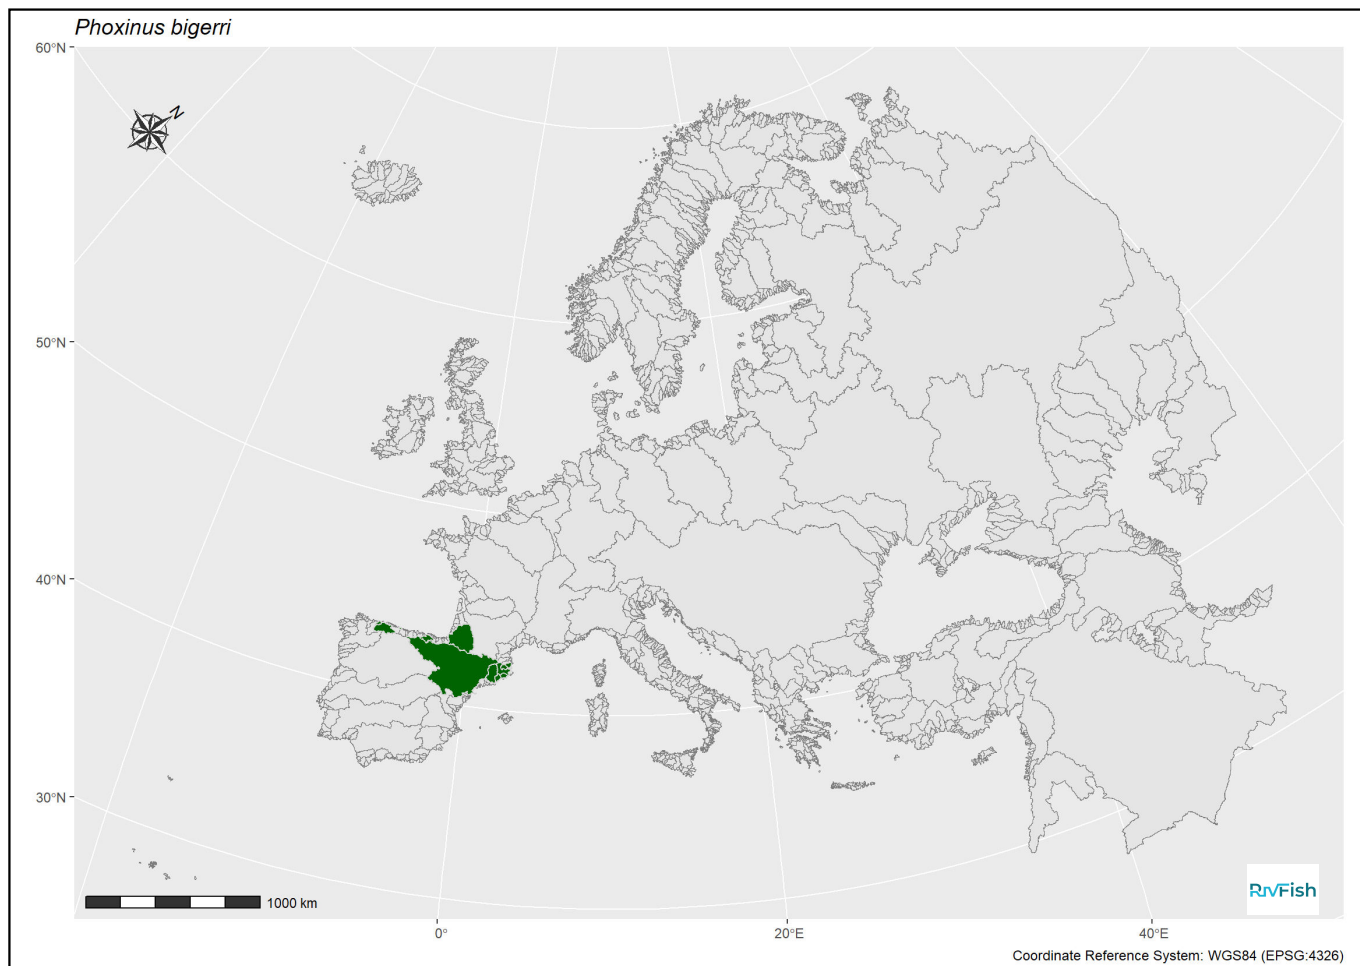 Phoxinus bigerri
60°N
N
50°N
40°N
30°N
1000 km
RIVFISH
0°
20°E
40°E
Coordinate Reference System: WGS84 (EPSG:4326)